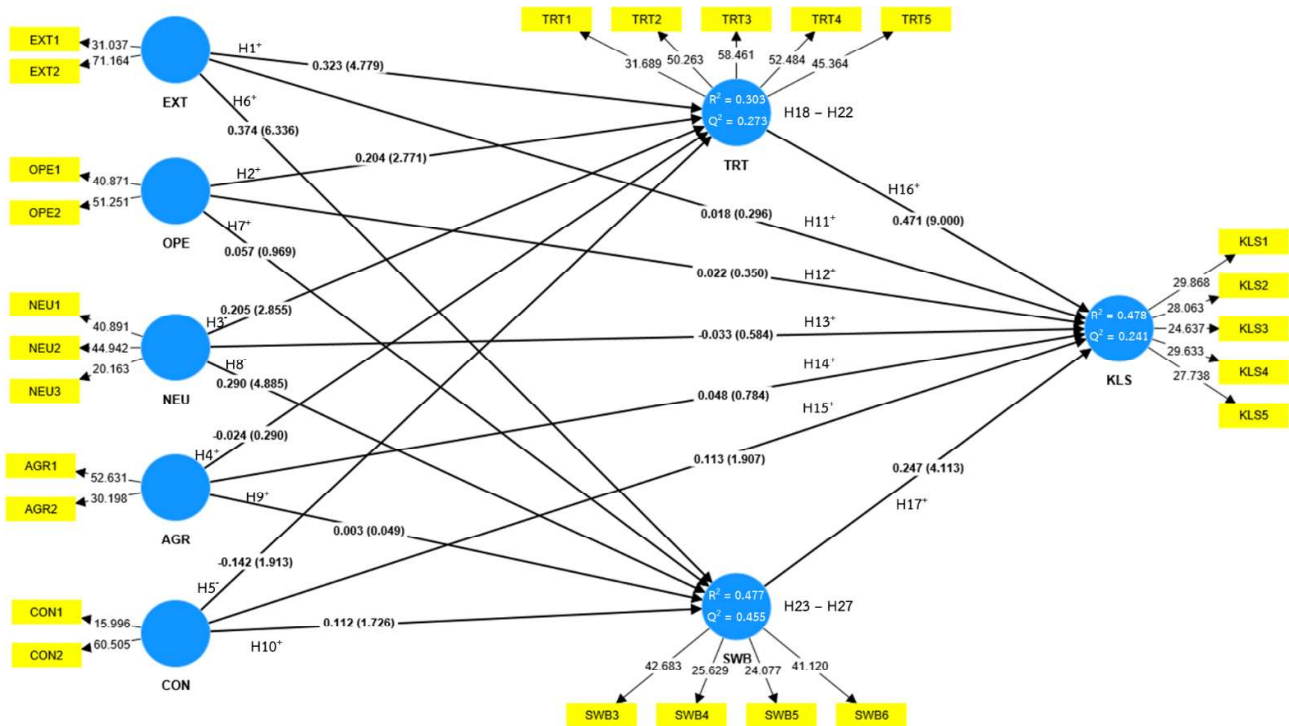 TRT1
TRT2
TRT3
TRT4
TRT5
31.689
50.263
58.461
52.484
45.364
R² = 0.303
Q² = 0.273
TRT
H18 – H22
EXT1
EXT2
31.037
71.164
EXT
H1⁺
0.323 (4.779)
H6⁺
0.374 (6.336)
OPE1
OPE2
40.871
51.251
OPE
H2⁺
0.204 (2.771)
H7⁺
0.057 (0.969)
H16⁺
0.471 (9.000)
0.018 (0.296)
H11⁺
0.022 (0.350)
H12⁺
NEU1
NEU2
NEU3
40.891
44.942
20.163
NEU
H3⁻
0.205 (2.855)
H8⁻
0.290 (4.885)
H13⁺
-0.033 (0.584)
H14⁺
0.048 (0.784)
H15⁺
0.113 (1.907)
R² = 0.478
Q² = 0.241
KLS
KLS1
KLS2
KLS3
KLS4
KLS5
29.868
28.063
24.637
29.633
27.738
AGR1
AGR2
52.631
30.198
AGR
-0.024 (0.290)
H4⁺
H9⁺
0.003 (0.049)
0.247 (4.113)
H17⁺
CON1
CON2
15.996
60.505
CON
-0.142 (1.913)
H5⁻
0.112 (1.726)
H10⁺
R² = 0.477
Q² = 0.455
SWB
H23 – H27
42.683
25.629
24.077
41.120
SWB3
SWB4
SWB5
SWB6